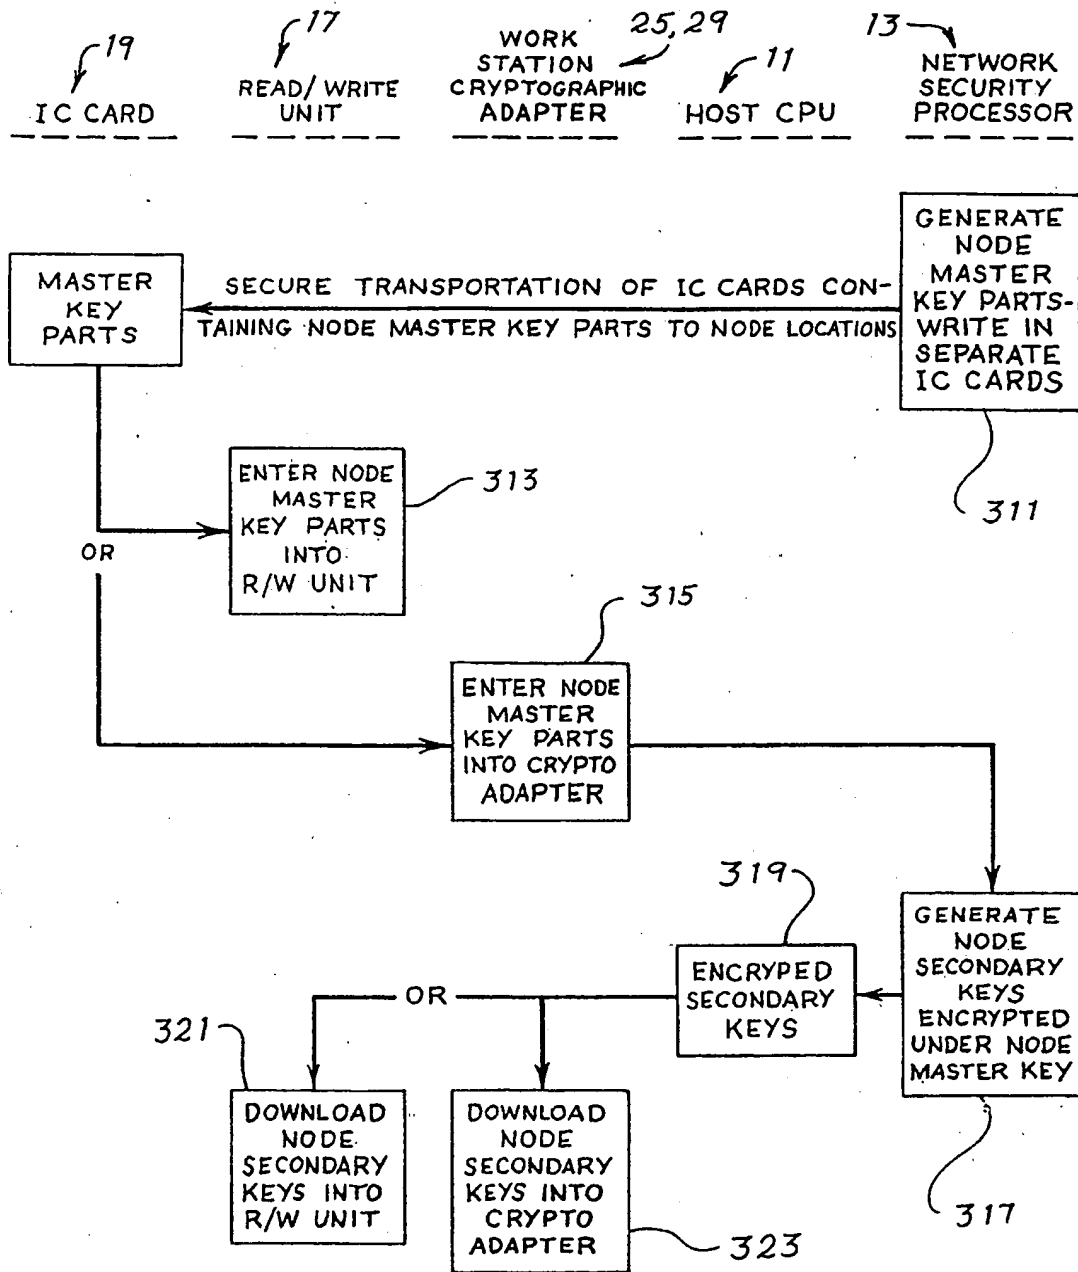 19
IC CARD
17
READ/WRITE
UNIT
25, 29
WORK
STATION
CRYPTOGRAPHIC
ADAPTER
11
HOST CPU
13
NETWORK
SECURITY
PROCESSOR
GENERATE
NODE
MASTER
KEY PARTS-
WRITE IN
SEPARATE
IC CARDS
311
SECURE TRANSPORTATION OF IC CARDS CON-
TAINING NODE MASTER KEY PARTS TO NODE LOCATIONS
MASTER
KEY
PARTS
OR
ENTER NODE
MASTER
KEY PARTS
INTO
R/W UNIT
313
315
ENTER NODE
MASTER
KEY PARTS
INTO CRYPTO
ADAPTER
GENERATE
NODE
SECONDARY
KEYS
ENCRYPTED
UNDER NODE
MASTER KEY
317
319
ENCRYPED
SECONDARY
KEYS
OR
321
DOWNLOAD
NODE
SECONDARY
KEYS INTO
R/W UNIT
DOWNLOAD
NODE
SECONDARY
KEYS INTO
CRYPTO
ADAPTER
323